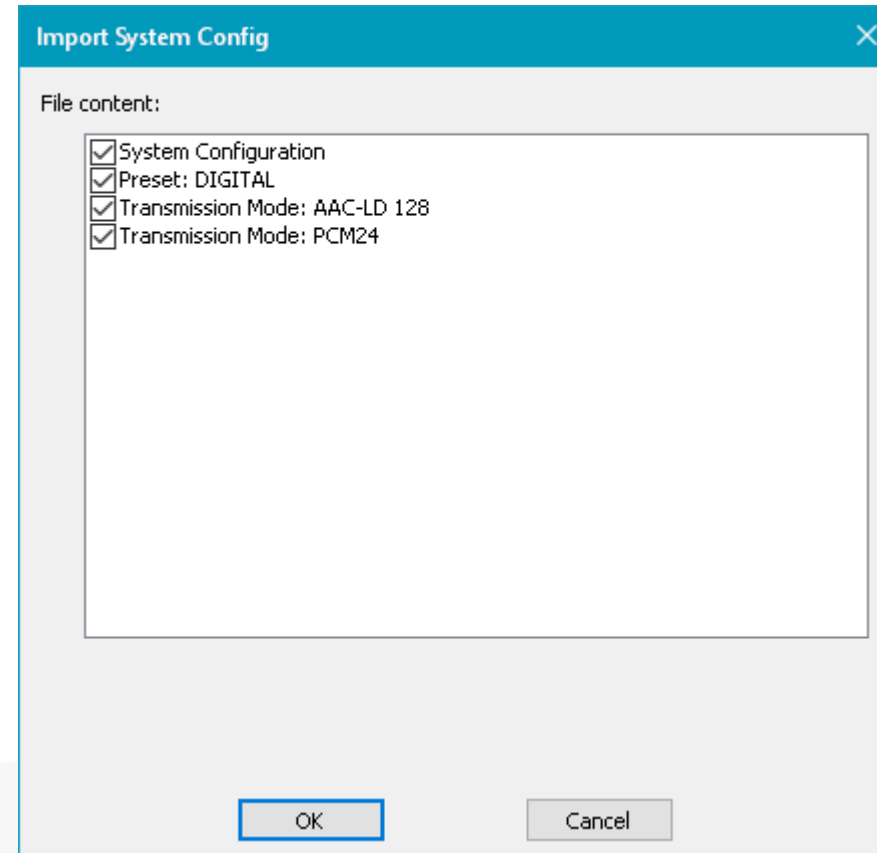 Import System Config
File content:
System Configuration
Preset: DIGITAL
Transmission Mode: AAC-LD 128
Transmission Mode: PCM24
OK Cancel